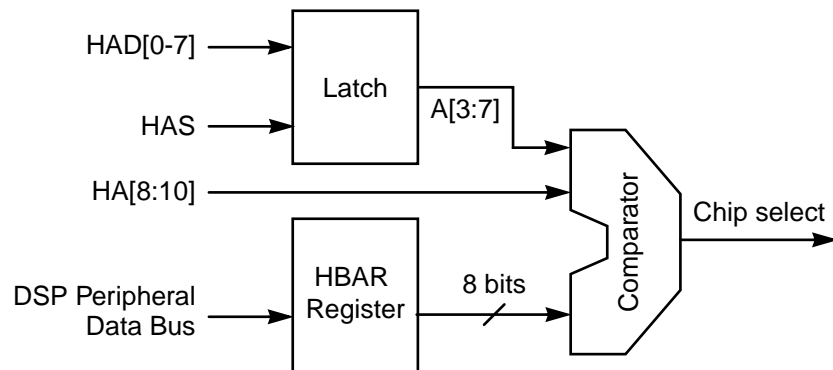 HAD[0-7]
Latch
A[3:7]
HAS
HA[8:10]
Comparator
Chip select
HBAR
Register
8 bits
DSP Peripheral
Data Bus